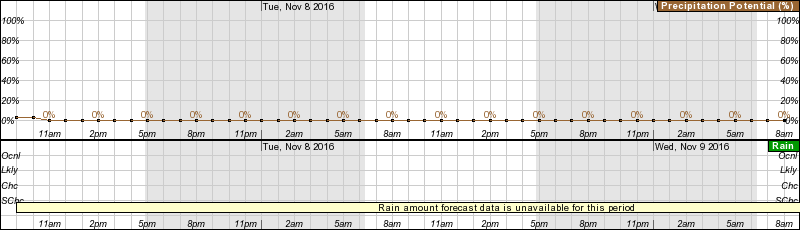 Tue, Nov 8 2016 Precipitation Potential (%)
100% 100%
80% 80%
60% 60%
40% 40%
20% 20%
0% 0% 0% 0% 0% 0% 0% 0% 0% 0% 0% 0% 0% 0% 0% 0% 0% 0%
11am 2pm 5pm 8pm 11pm 2am 5am 8am 11am 2pm 5pm 8pm 11pm 2am 5am 8am
Tue, Nov 8 2016 Wed, Nov 9 2016 Rain
Ocnl Ocnl
Lkly Lkly
Chc Chc
SChc SChc
Rain amount forecast data is unavailable for this period
11am 2pm 5pm 8pm 11pm 2am 5am 8am 11am 2pm 5pm 8pm 11pm 2am 5am 8am